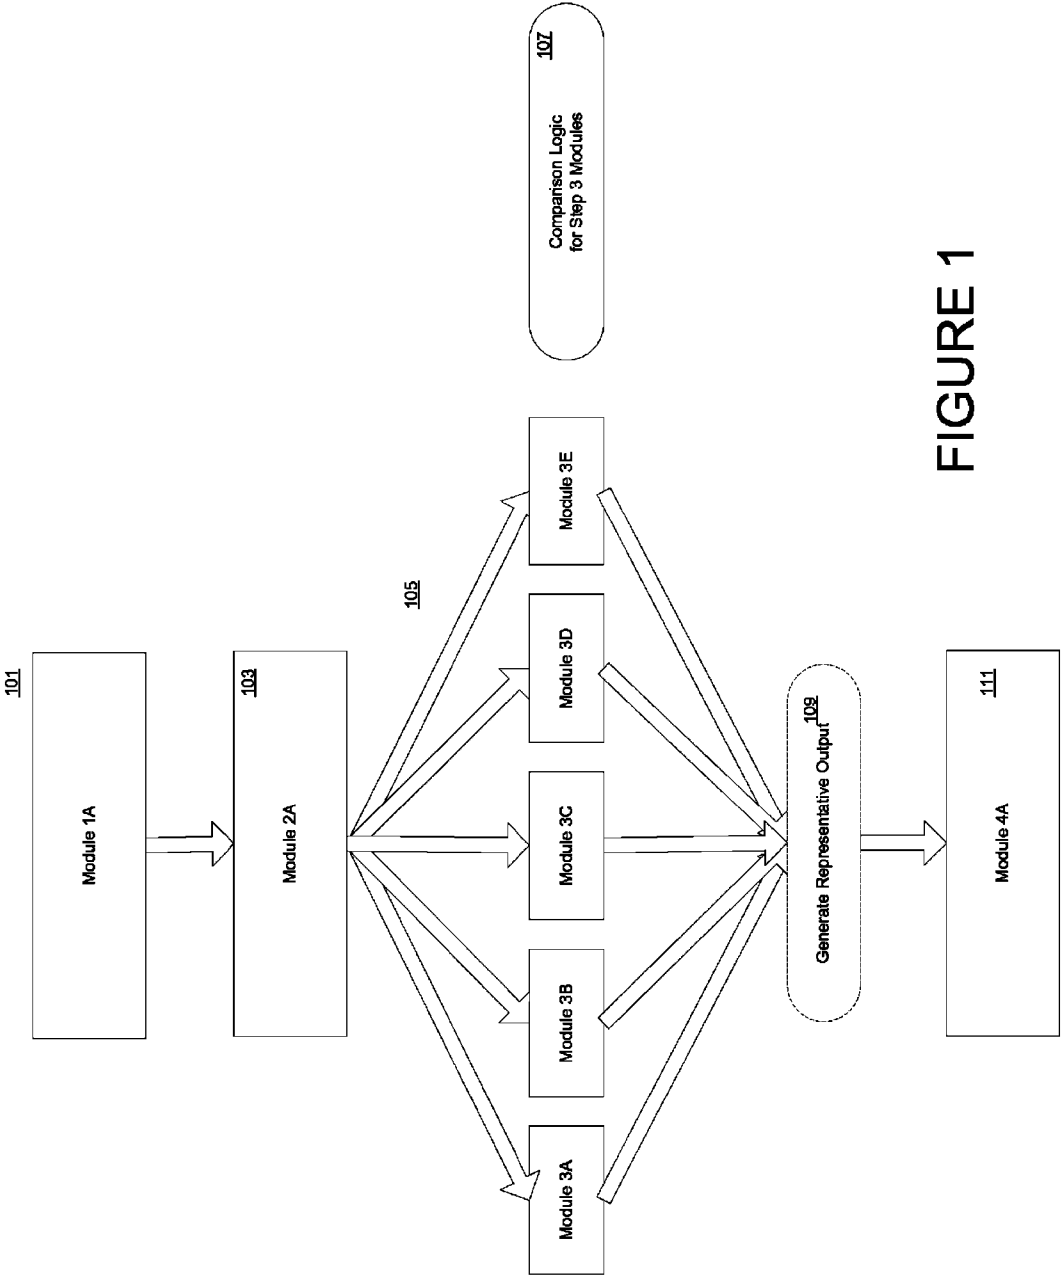 101
Module 1A
103
Module 2A
105
Module 3A
Module 3B
Module 3C
Module 3D
Module 3E
107
Comparison Logic
for Step 3 Modules
109
Generate Representative Output
111
Module 4A
FIGURE 1